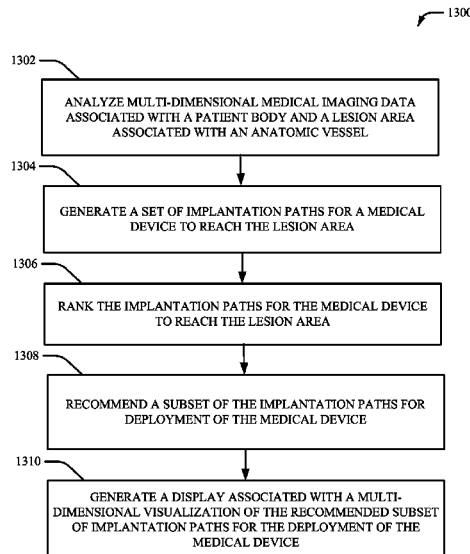 1300
1302
ANALYZE MULTI-DIMENSIONAL MEDICAL IMAGING DATA
ASSOCIATED WITH A PATIENT BODY AND A LESION AREA
ASSOCIATED WITH AN ANATOMIC VESSEL
1304
GENERATE A SET OF IMPLANTATION PATHS FOR A MEDICAL
DEVICE TO REACH THE LESION AREA
1306
RANK THE IMPLANTATION PATHS FOR THE MEDICAL DEVICE
TO REACH THE LESION AREA
1308
RECOMMEND A SUBSET OF THE IMPLANTATION PATHS FOR
DEPLOYMENT OF THE MEDICAL DEVICE
1310
GENERATE A DISPLAY ASSOCIATED WITH A MULTI-
DIMENSIONAL VISUALIZATION OF THE RECOMMENDED SUBSET
OF IMPLANTATION PATHS FOR THE DEPLOYMENT OF THE
MEDICAL DEVICE